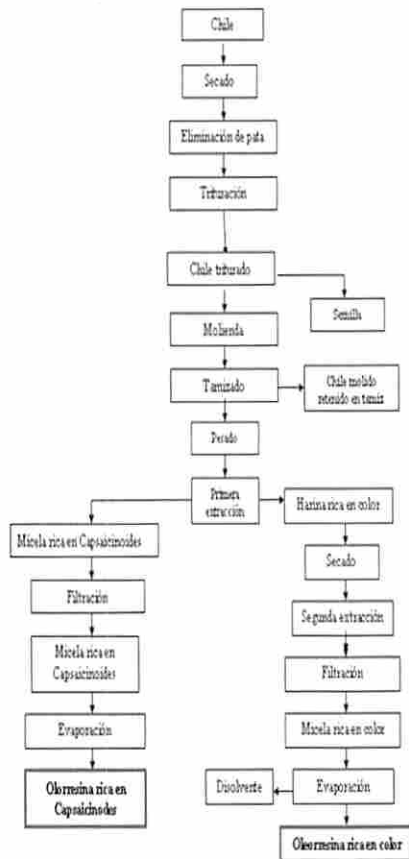 Chile
Secado
Eliminación de pata
Trituración
Chile triturado
Semilla
Molienda
Tamizado
Chile molido
retenido en tamiz
Pesado
Primera
extracción
Harina rica en color
Micela rica en Capsaicinoides
Secado
Filtración
Segunda extracción
Micela rica en
Capsaicinoides
Filtración
Evaporación
Micela rica en color
Olorresina rica en
Capsaicinodes
Disolvente
Evaporación
Oleorresina rica en color